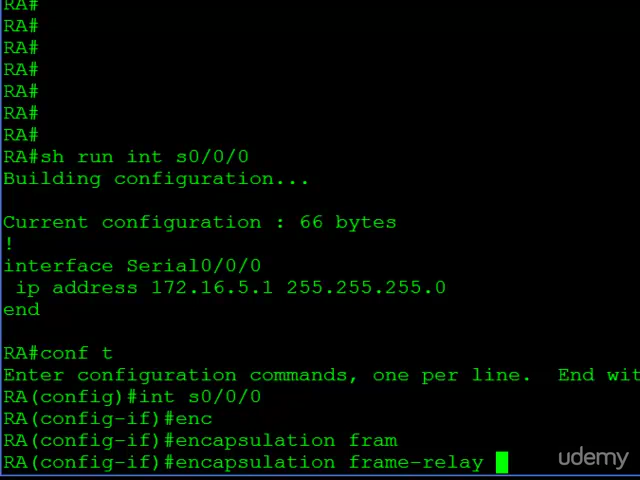 RA#
RA#
RA#
RA#
RA#
RA#
RA#
RA#sh run int s0/0/0
Building configuration...
Current configuration : 66 bytes
!
interface Serial0/0/0
 ip address 172.16.5.1 255.255.255.0
end
RA#conf t
Enter configuration commands, one per line.  End wit
RA(config)#int s0/0/0
RA(config-if)#enc
RA(config-if)#encapsulation fram
RA(config-if)#encapsulation frame-relay
udemy